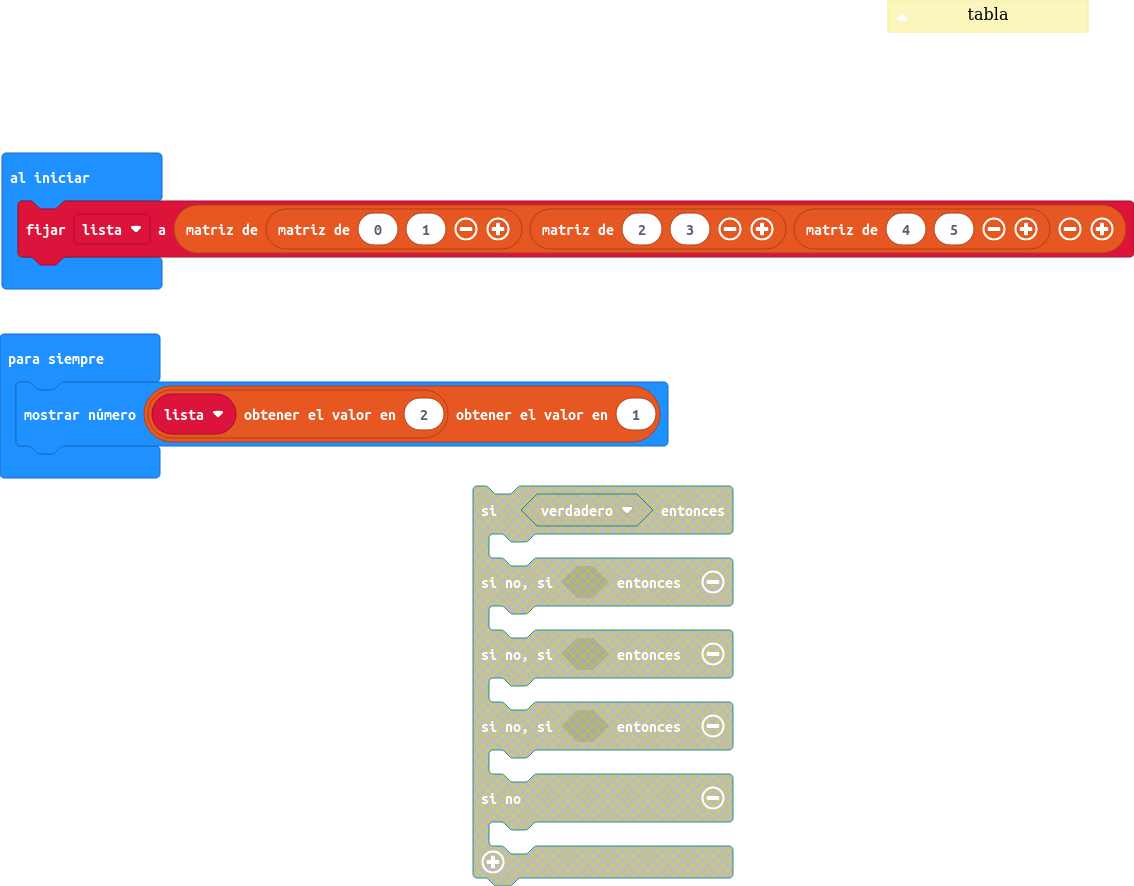 tabla
al iniciar
fijar lista a matriz de matriz de 0 1 matriz de 2 3 matriz de 4 5
para siempre
mostrar número lista obtener el valor en 2 obtener el valor en 1
si verdadero entonces
si no, si entonces
si no, si entonces
si no, si entonces
si no